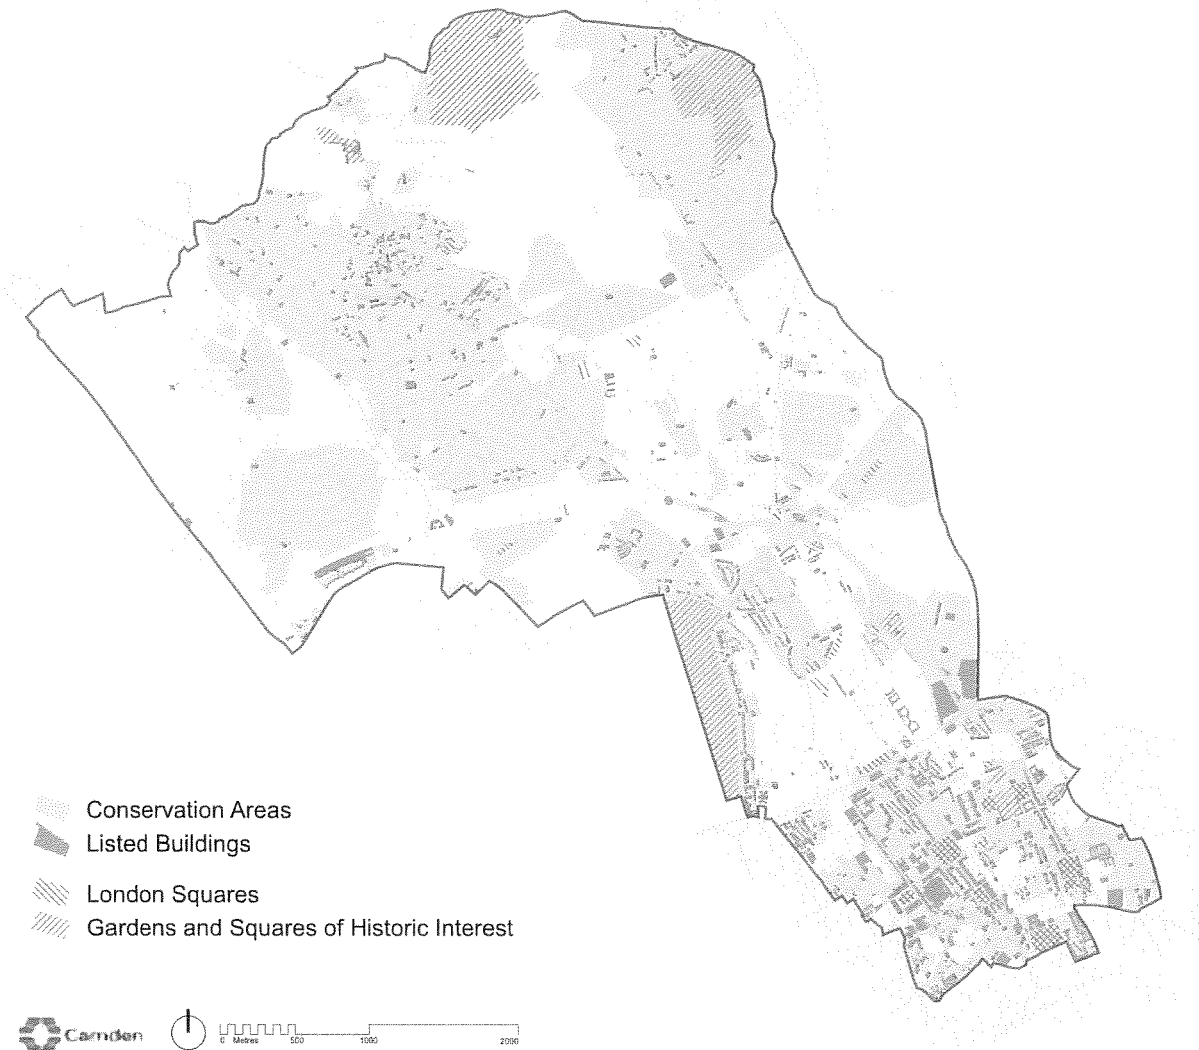 Conservation Areas
Listed Buildings
London Squares
Gardens and Squares of Historic Interest
Camden
0 Metres 500 1000 2000